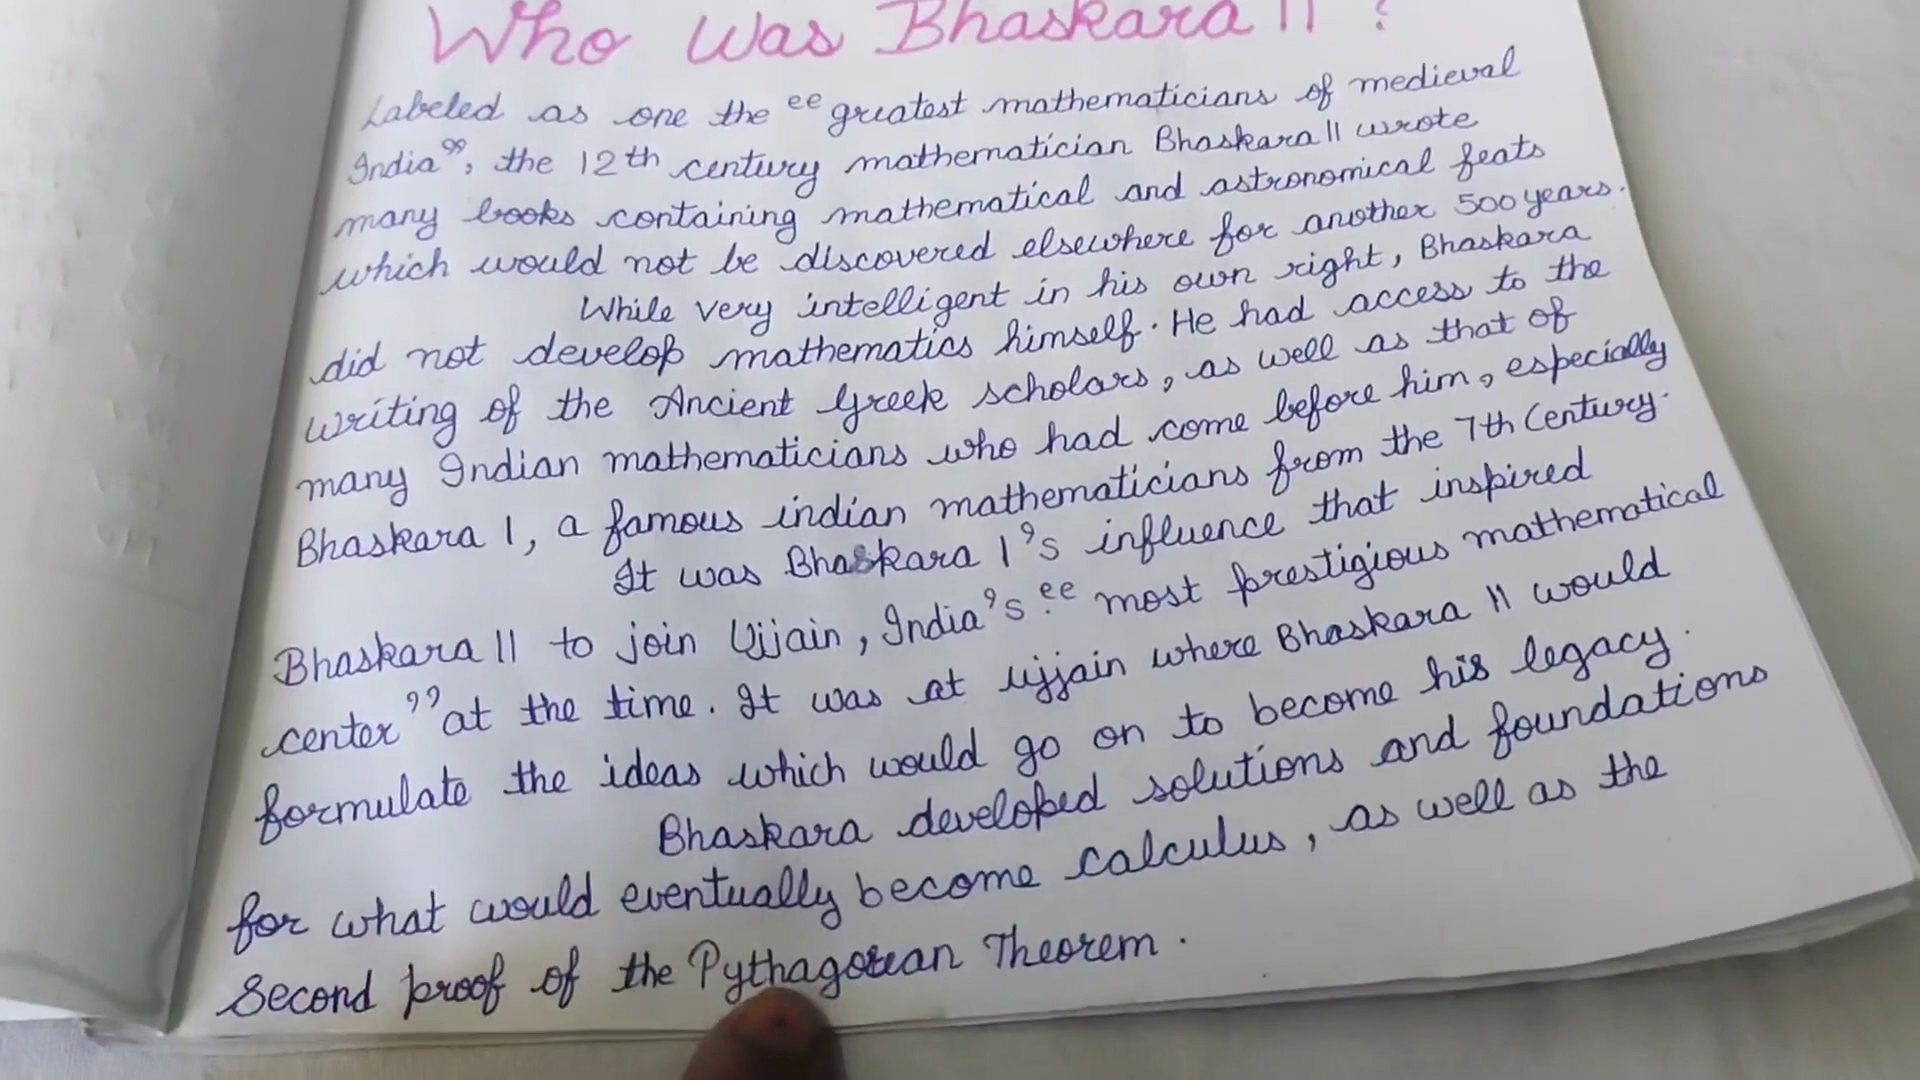 Who Was Bhaskara II ?
Labeled as one the "greatest mathematicians of medieval
India", the 12th century mathematician Bhaskara II wrote
many books containing mathematical and astronomical feats
which would not be discovered elsewhere for another 500 years.
While very intelligent in his own right, Bhaskara
did not develop mathematics himself. He had access to the
writing of the Ancient Greek scholars, as well as that of
many Indian mathematicians who had come before him, especially
Bhaskara I, a famous indian mathematicians from the 7th Century.
It was Bhaskara I's influence that inspired
Bhaskara II to join Ujjain, India's "most prestigious mathematical
center" at the time. It was at ujjain where Bhaskara II would
formulate the ideas which would go on to become his legacy.
Bhaskara developed solutions and foundations
for what would eventually become calculus, as well as the
Second proof of the Pythagorean Theorem.